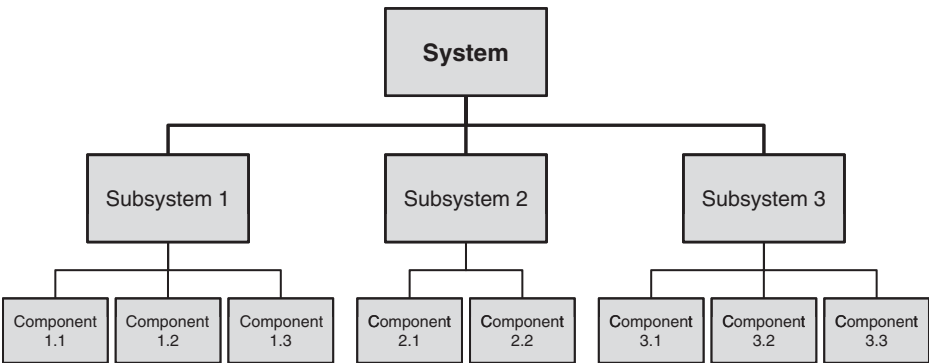 System
Subsystem 1
Subsystem 2
Subsystem 3
Component
1.1
Component
1.2
Component
1.3
Component
2.1
Component
2.2
Component
3.1
Component
3.2
Component
3.3